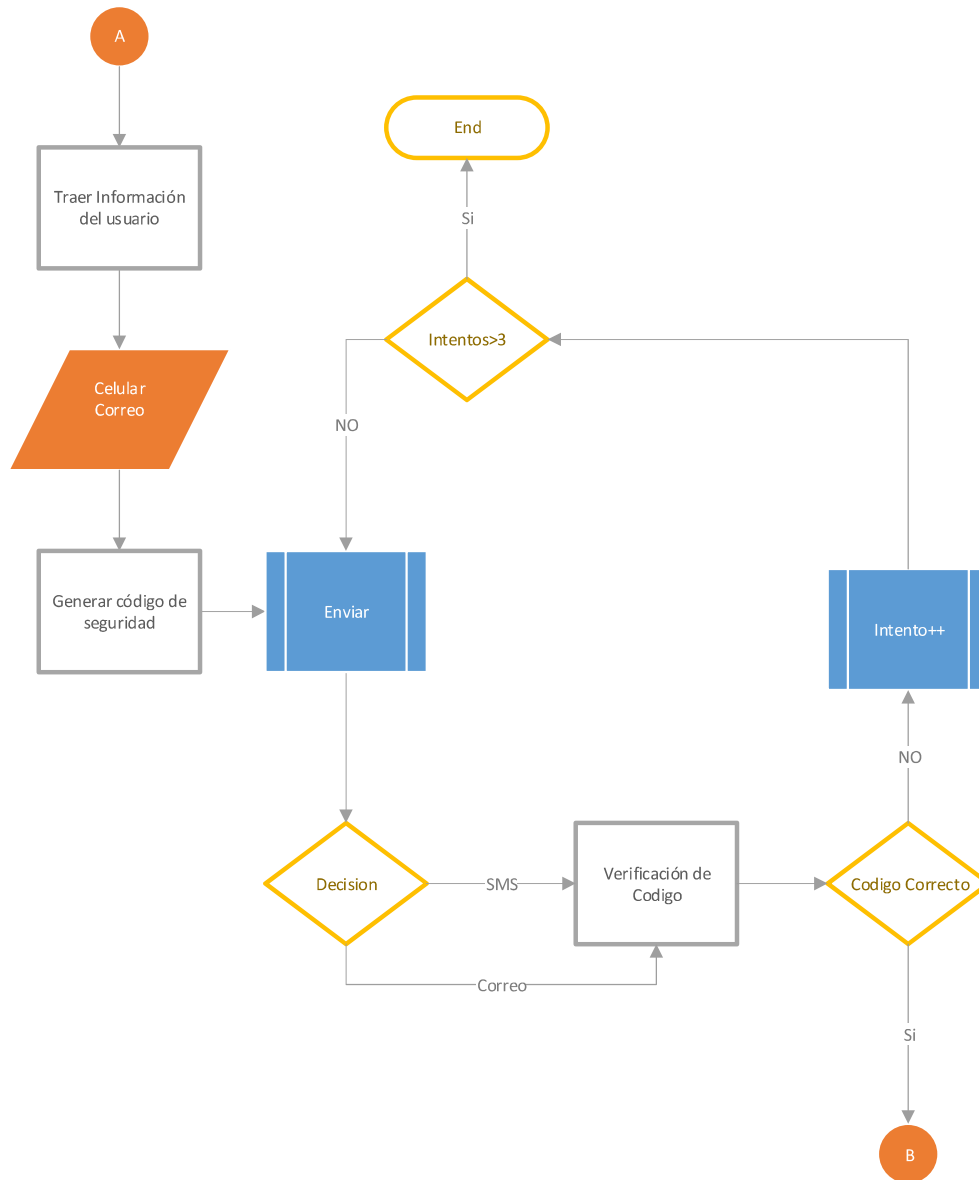 A
Traer Información
del usuario
Celular
Correo
Generar código de
seguridad
Enviar
Decision
SMS
Correo
Verificación de
Codigo
Codigo Correcto
NO
Intento++
Intentos>3
NO
Si
End
Si
B